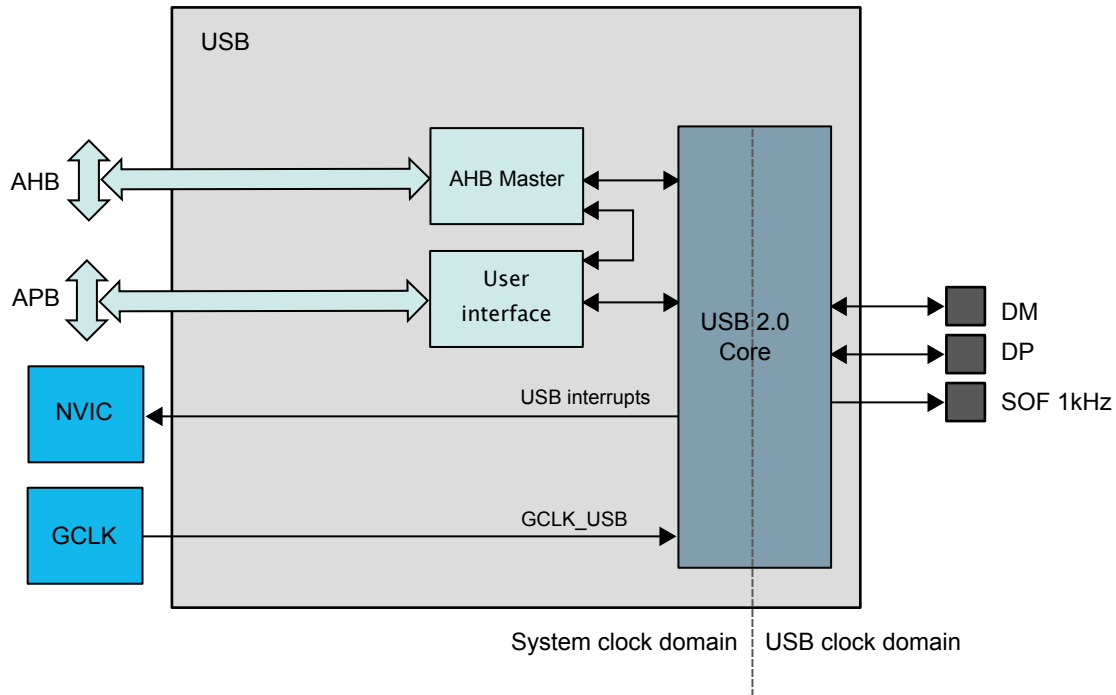 USB
AHB
AHB Master
APB
User
interface
USB 2.0
Core
DM
DP
SOF 1kHz
NVIC
USB interrupts
GCLK
GCLK_USB
System clock domain
USB clock domain